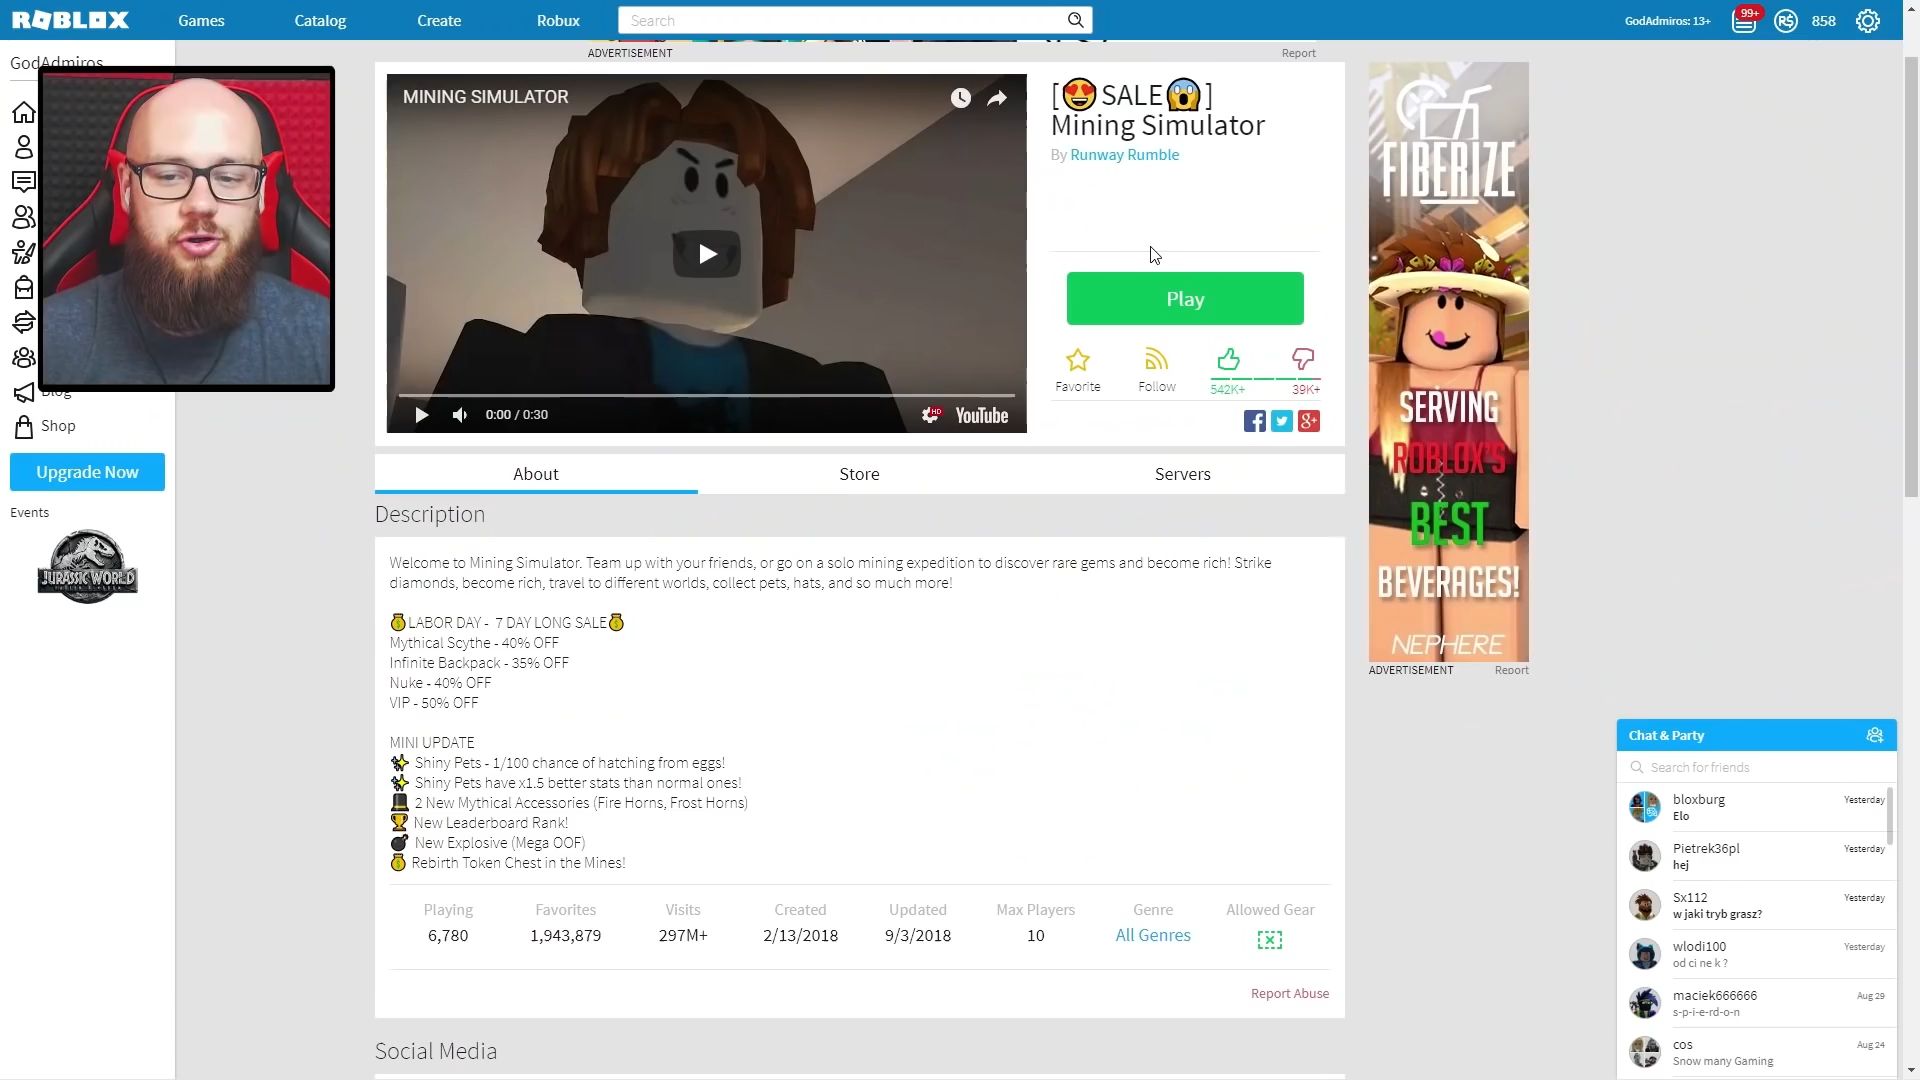 ROBLOX
Games
Catalog
Create
Robux
Search
GodAdmiros: 13+
99+
R$
858
GodAdmiros
Blog
Shop
Upgrade Now
Events
JURASSIC WORLD
ADVERTISEMENT
Report
MINING SIMULATOR
0:00 / 0:30
HD
YouTube
[😍SALE😱]
Mining Simulator
By Runway Rumble
Play
Favorite
Follow
542K+
39K+
About
Store
Servers
Description
Welcome to Mining Simulator. Team up with your friends, or go on a solo mining expedition to discover rare gems and become rich! Strike
diamonds, become rich, travel to different worlds, collect pets, hats, and so much more!
💰LABOR DAY - 7 DAY LONG SALE💰
Mythical Scythe - 40% OFF
Infinite Backpack - 35% OFF
Nuke - 40% OFF
VIP - 50% OFF
MINI UPDATE
✨ Shiny Pets - 1/100 chance of hatching from eggs!
✨ Shiny Pets have x1.5 better stats than normal ones!
🎩 2 New Mythical Accessories (Fire Horns, Frost Horns)
🏆 New Leaderboard Rank!
💣 New Explosive (Mega OOF)
💰 Rebirth Token Chest in the Mines!
Playing
6,780
Favorites
1,943,879
Visits
297M+
Created
2/13/2018
Updated
9/3/2018
Max Players
10
Genre
All Genres
Allowed Gear
Report Abuse
Social Media
FIBERIZE
SERVING
ROBLOX'S
BEST
BEVERAGES!
NEPHERE
ADVERTISEMENT
Report
Chat & Party
Search for friends
bloxburg
Yesterday
Elo
Pietrek36pl
Yesterday
hej
Sx112
Yesterday
w jaki tryb grasz?
wlodi100
Yesterday
od ci ne k ?
maciek666666
Aug 29
s-p-i-e-rd-o-n
cos
Aug 24
Snow many Gaming